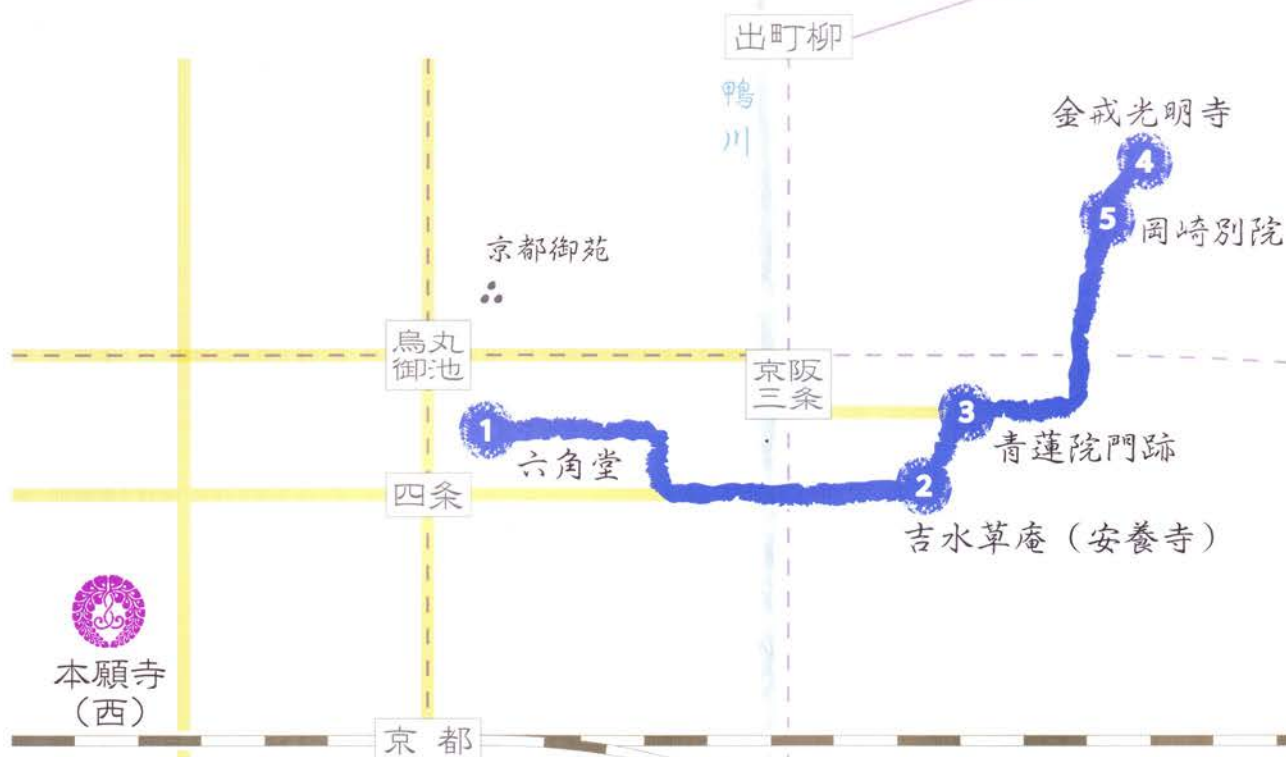 出町柳
鴨川
金戒光明寺
4
5
岡崎別院
京都御苑
烏丸
御池
京阪
三条
1
六角堂
3
青蓮院門跡
四条
2
吉水草庵（安養寺）
本願寺
（西）
京都